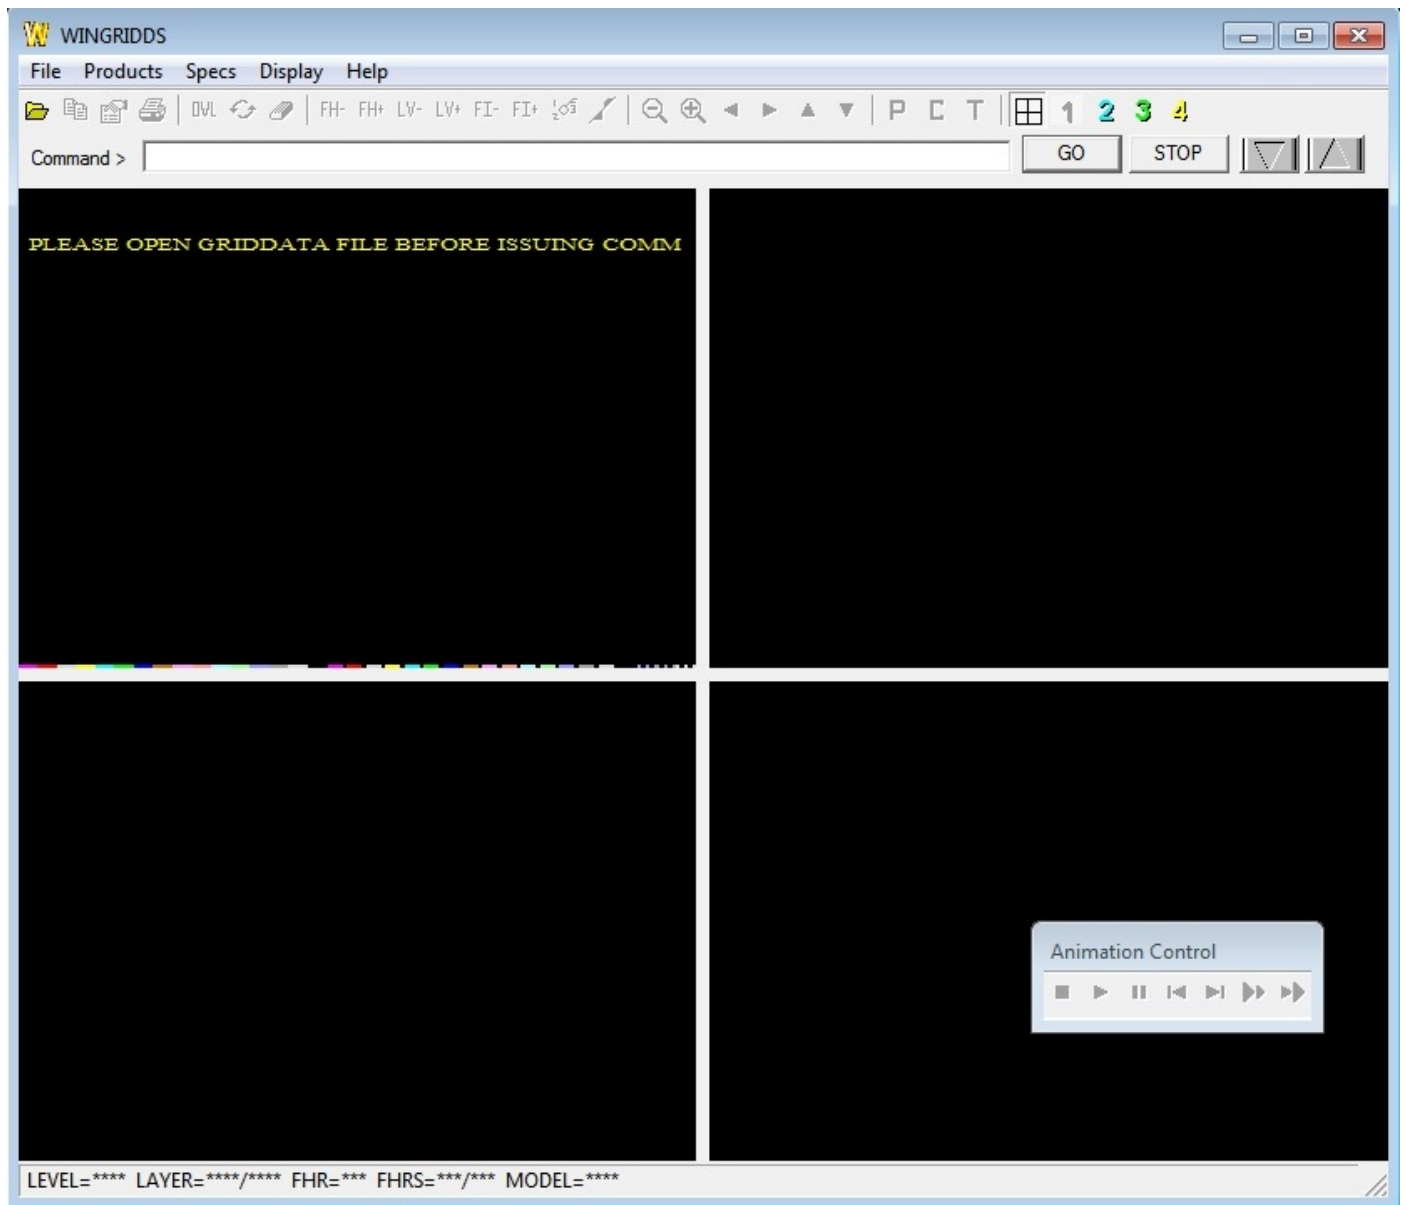 WINGRIDDS
File Products Specs Display Help
OVL FH- FH+ LV- LV+ FI- FI+ P C T 1 2 3 4
Command > GO STOP
PLEASE OPEN GRIDDATA FILE BEFORE ISSUING COMM
Animation Control
LEVEL=**** LAYER=****/**** FHR=*** FHRS=***/*** MODEL=****